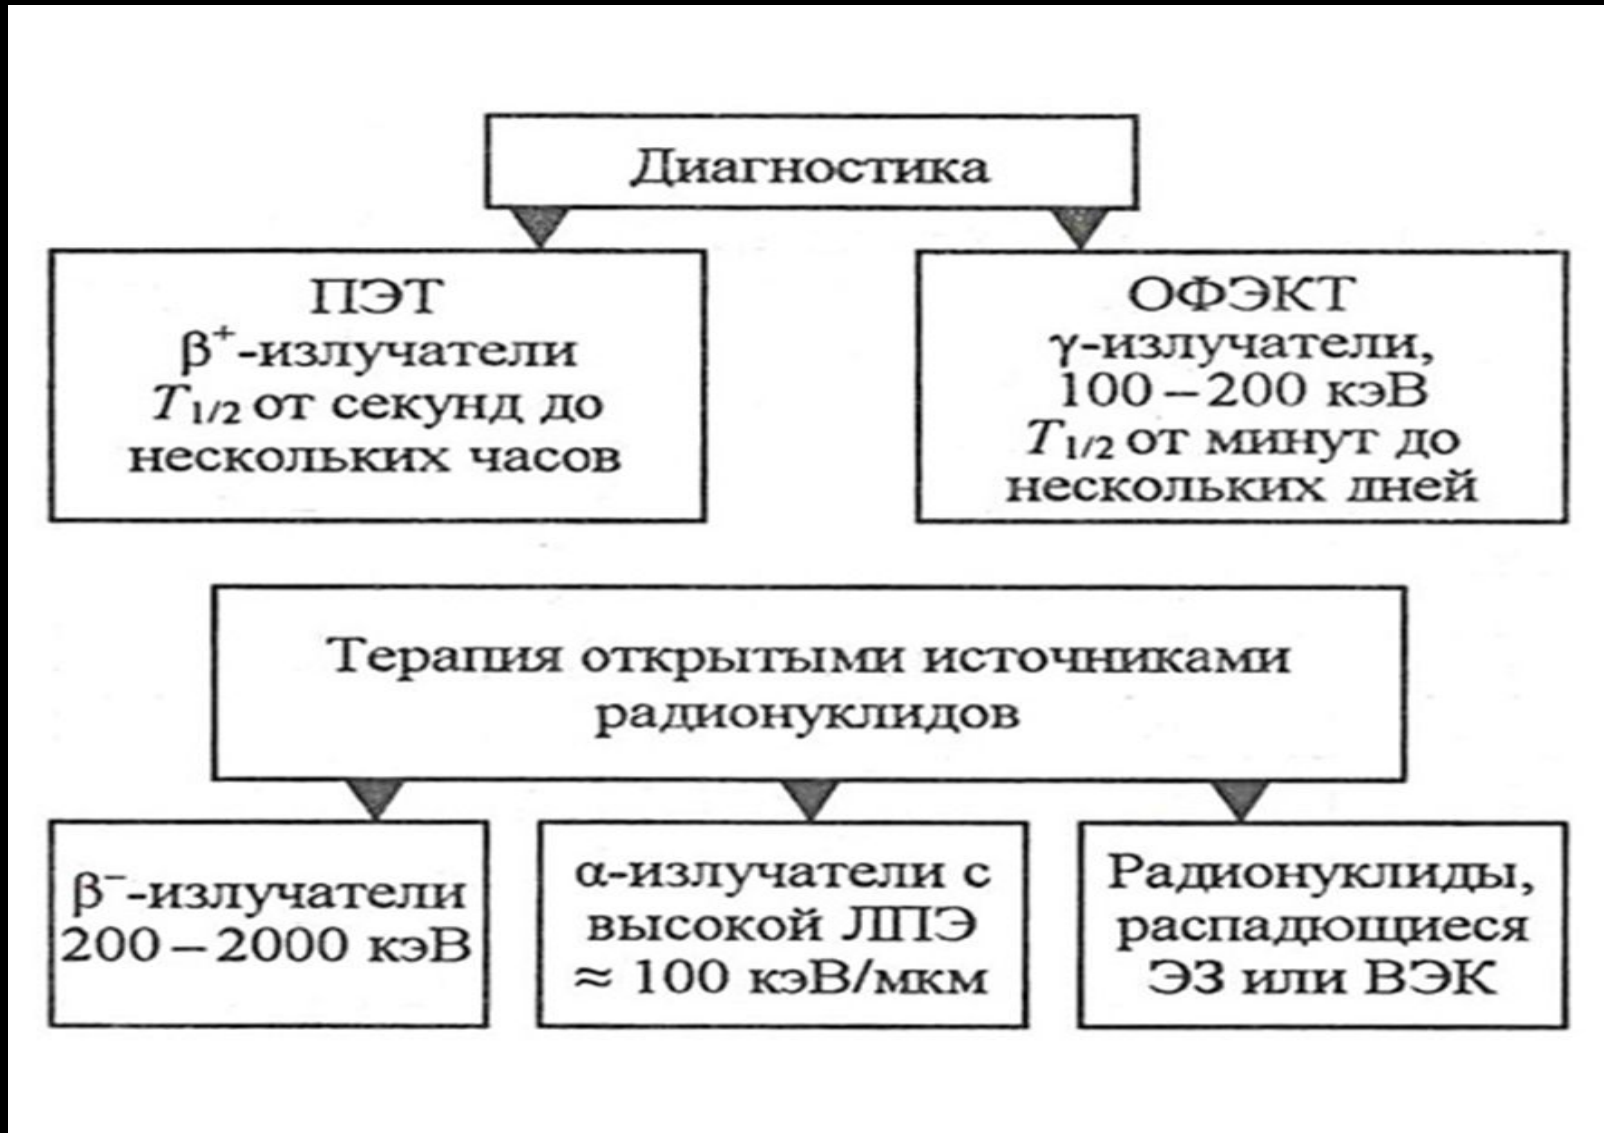 Диагностика
ПЭТ
β⁺-излучатели
T1/2 от секунд до
нескольких часов
ОФЭКТ
γ-излучатели,
100 – 200 кэВ
T1/2 от минут до
нескольких дней
Терапия открытыми источниками
радионуклидов
β⁻-излучатели
200 – 2000 кэВ
α-излучатели с
высокой ЛПЭ
≈ 100 кэВ/мкм
Радионуклиды,
распадющиеся
ЭЗ или ВЭК